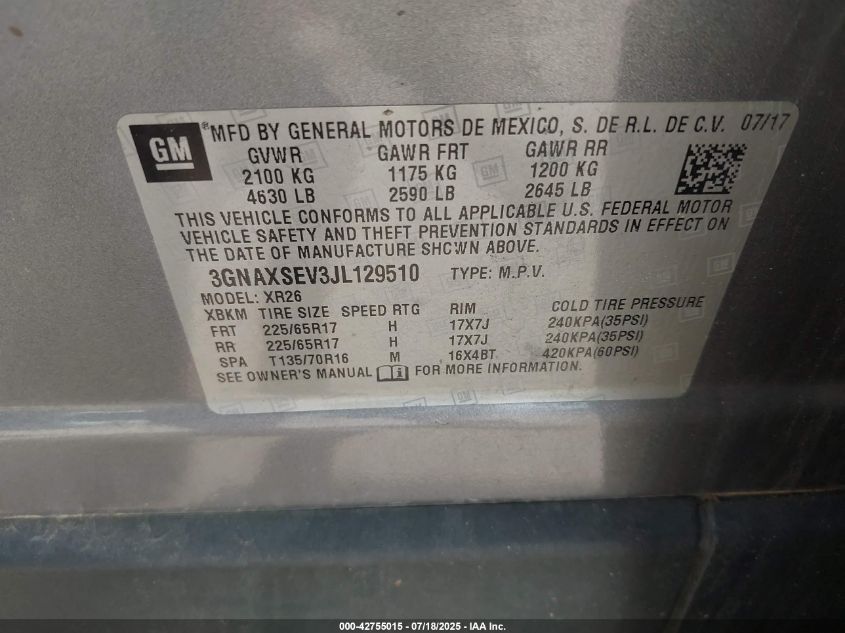 GM
®MFD BY GENERAL MOTORS DE MEXICO, S. DE R.L. DE C.V. 07/17
GVWR GAWR FRT GAWR RR
2100 KG 1175 KG 1200 KG
4630 LB 2590 LB 2645 LB
THIS VEHICLE CONFORMS TO ALL APPLICABLE U.S. FEDERAL MOTOR
VEHICLE SAFETY AND THEFT PREVENTION STANDARDS IN EFFECT ON
THE DATE OF MANUFACTURE SHOWN ABOVE.
3GNAXSEV3JL129510 TYPE: M.P.V.
MODEL: XR26
XBKM TIRE SIZE SPEED RTG RIM COLD TIRE PRESSURE
FRT 225/65R17 H 17X7J 240KPA(35PSI)
RR 225/65R17 H 17X7J 240KPA(35PSI)
SPA T135/70R16 M 16X4BT 420KPA(60PSI)
SEE OWNER'S MANUAL FOR MORE INFORMATION.
000-42755015 - 07/18/2025 - IAA Inc.